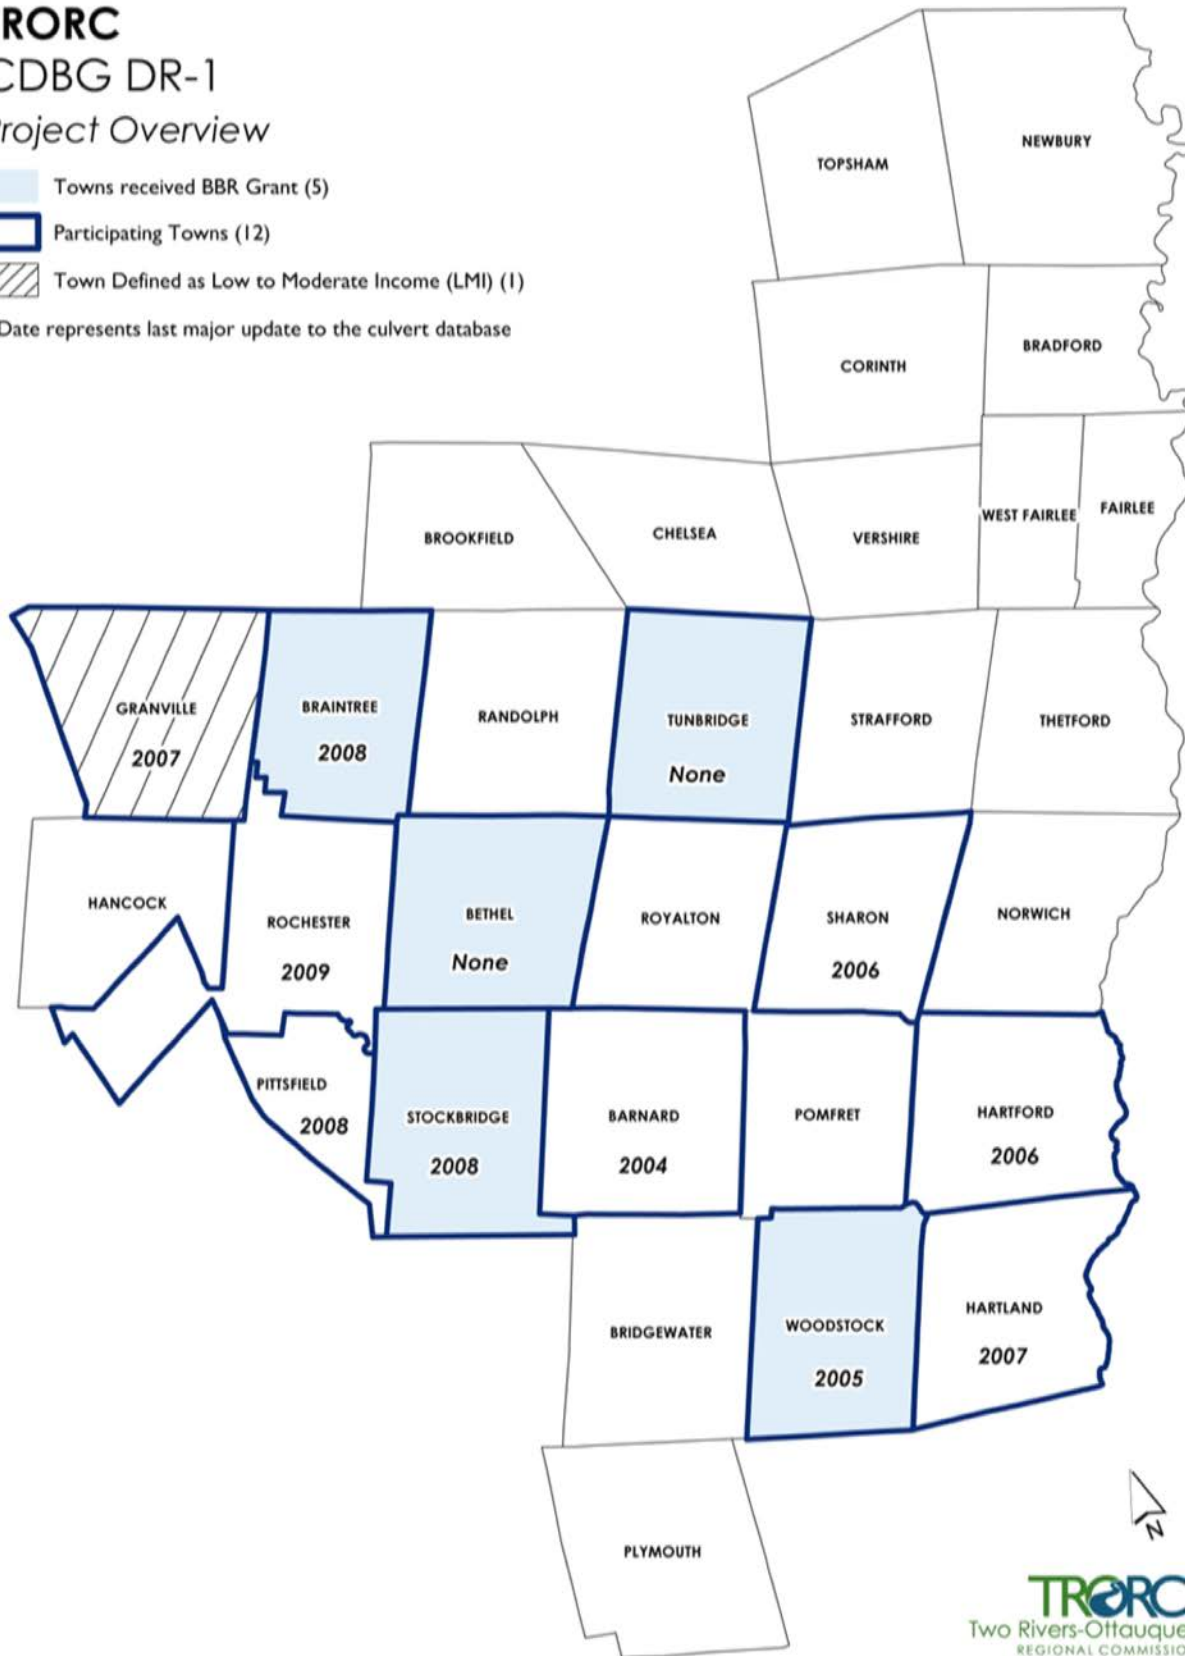 RORC
CDBG DR-1
Project Overview
Towns received BBR Grant (5)
Participating Towns (12)
Town Defined as Low to Moderate Income (LMI) (1)
Date represents last major update to the culvert database
NEWBURY
TOPSHAM
BRADFORD
CORINTH
FAIRLEE
WEST FAIRLEE
CHELSEA
BROOKFIELD
VERSHIRE
GRANVILLE
2007
BRAINTREE
2008
RANDOLPH
TUNBRIDGE
None
STRAFFORD
THETFORD
HANCOCK
ROCHESTER
2009
BETHEL
None
ROYALTON
SHARON
2006
NORWICH
PITTSFIELD
2008
STOCKBRIDGE
2008
BARNARD
2004
POMFRET
HARTFORD
2006
BRIDGEWATER
WOODSTOCK
2005
HARTLAND
2007
PLYMOUTH
N
TRORC
Two Rivers-Ottauque
REGIONAL COMMISSIO